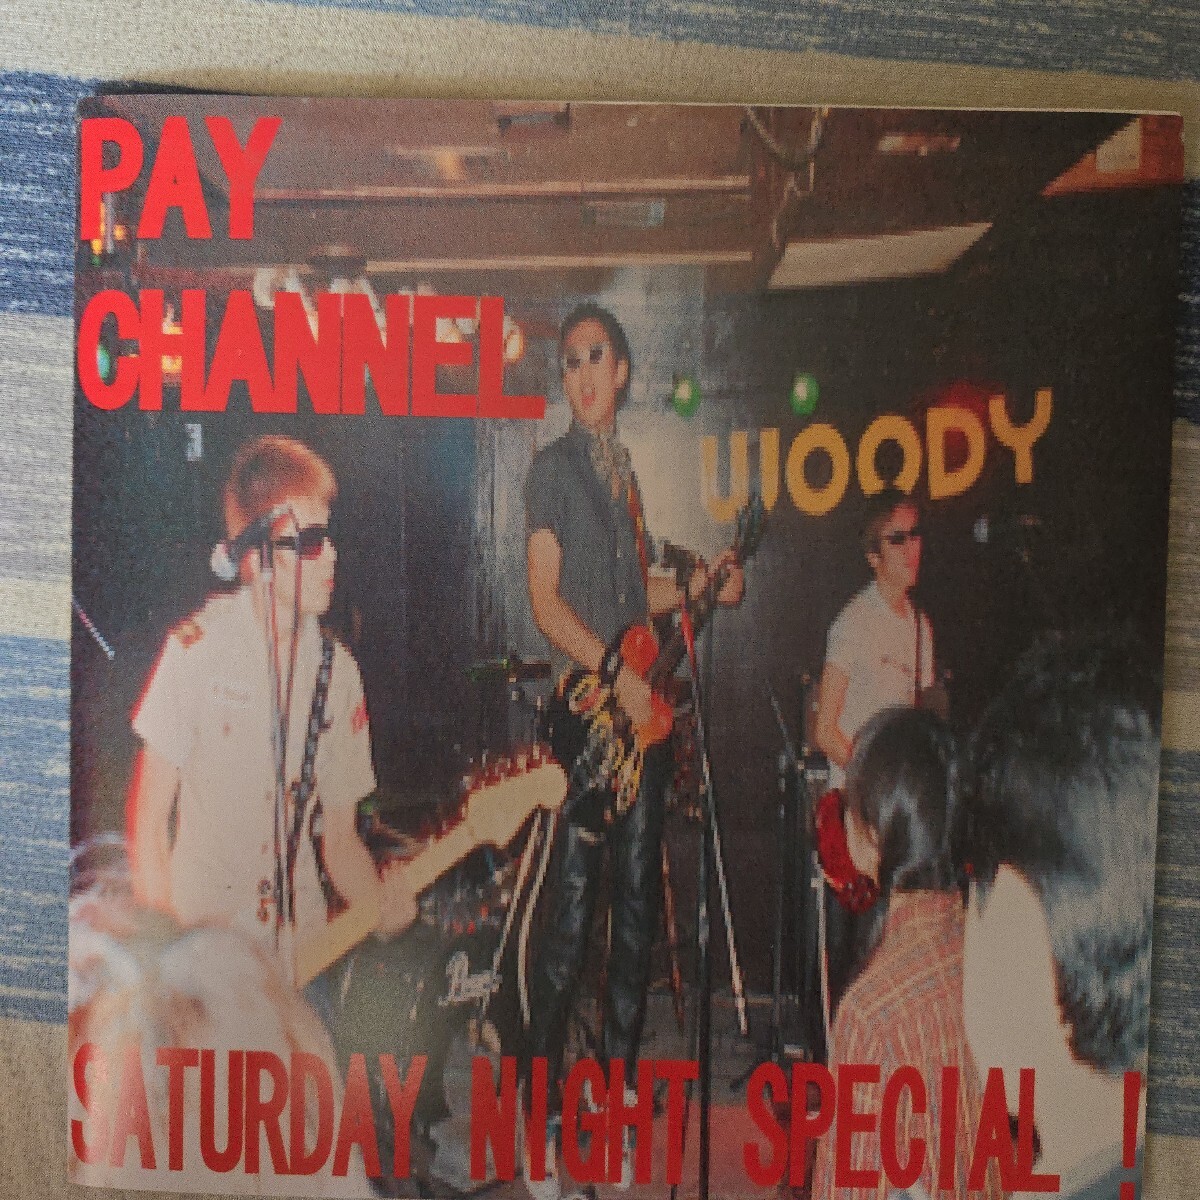 PAY
CHANNEL
WOODY
SATURDAY NIGHT SPECIAL !